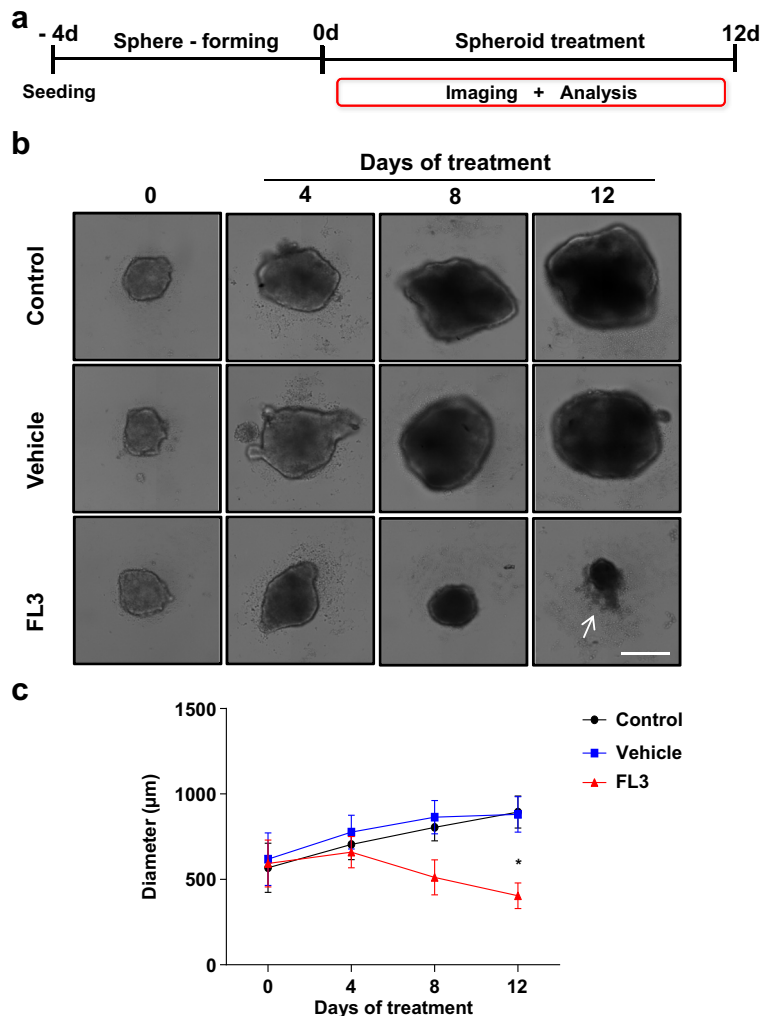 a
- 4d Sphere - forming 0d Spheroid treatment 12d
Seeding Imaging + Analysis
b
Days of treatment
0 4 8 12
Control
Vehicle
FL3
c
1500
1000
500
0
Diameter (µm)
*
0 4 8 12
Days of treatment
Control
Vehicle
FL3